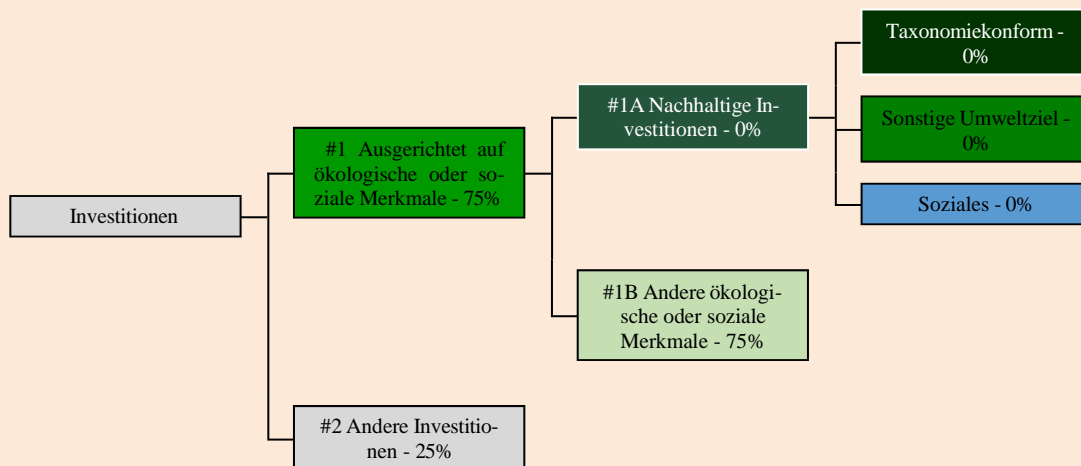 Investitionen
#1 Ausgerichtet auf
ökologische oder so-
ziale Merkmale - 75%
#2 Andere Investitio-
nen - 25%
#1A Nachhaltige In-
vestitionen - 0%
#1B Andere ökologi-
sche oder soziale
Merkmale - 75%
Taxonomiekonform -
0%
Sonstige Umweltziel -
0%
Soziales - 0%